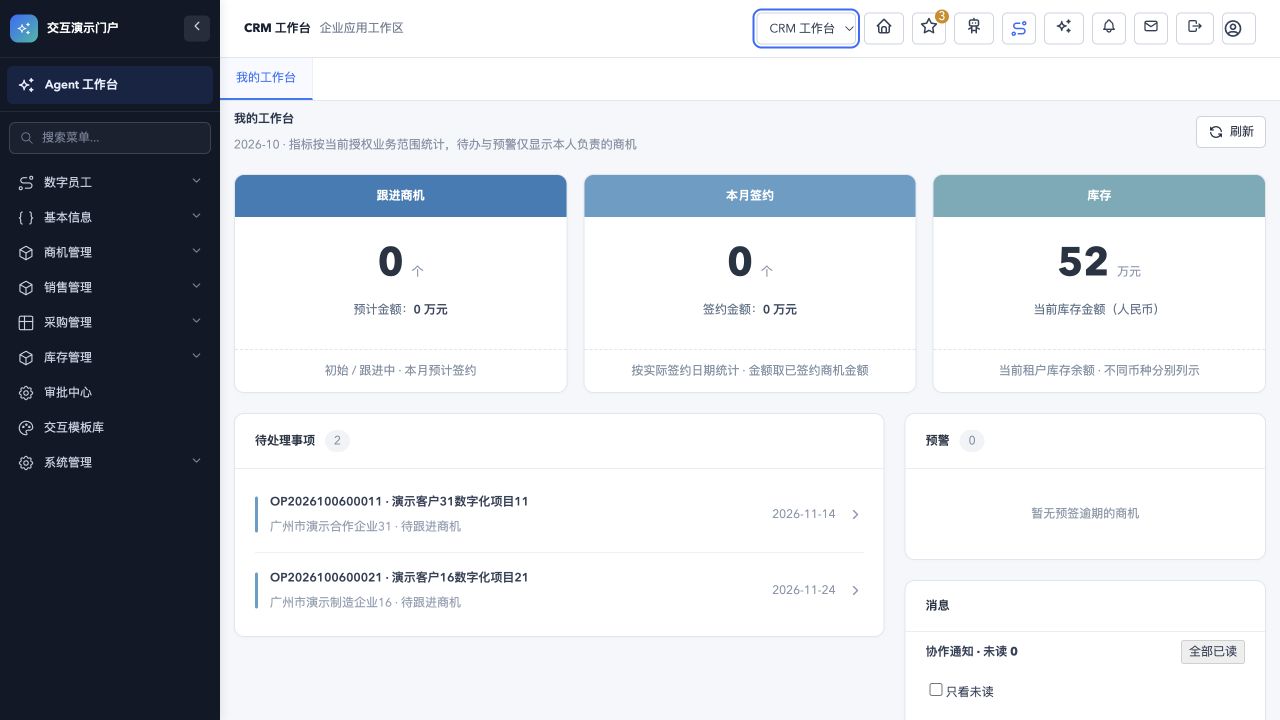 交互演示门户
CRM 工作台 企业应用工作区
CRM 工作台
3
Agent 工作台
搜索菜单...
数字员工
基本信息
商机管理
销售管理
采购管理
库存管理
审批中心
交互模板库
系统管理
我的工作台
我的工作台
2026-10 · 指标按当前授权业务范围统计，待办与预警仅显示本人负责的商机
刷新
跟进商机
0 个
预计金额：0 万元
初始 / 跟进中 · 本月预计签约
本月签约
0 个
签约金额：0 万元
按实际签约日期统计 · 金额取已签约商机金额
库存
52 万元
当前库存金额（人民币）
当前租户库存余额 · 不同币种分别列示
待处理事项 2
OP2026100600011 · 演示客户31数字化项目11
广州市演示合作企业31 · 待跟进商机
2026-11-14
OP2026100600021 · 演示客户16数字化项目21
广州市演示制造企业16 · 待跟进商机
2026-11-24
预警 0
暂无预签逾期的商机
消息
协作通知 · 未读 0
全部已读
只看未读